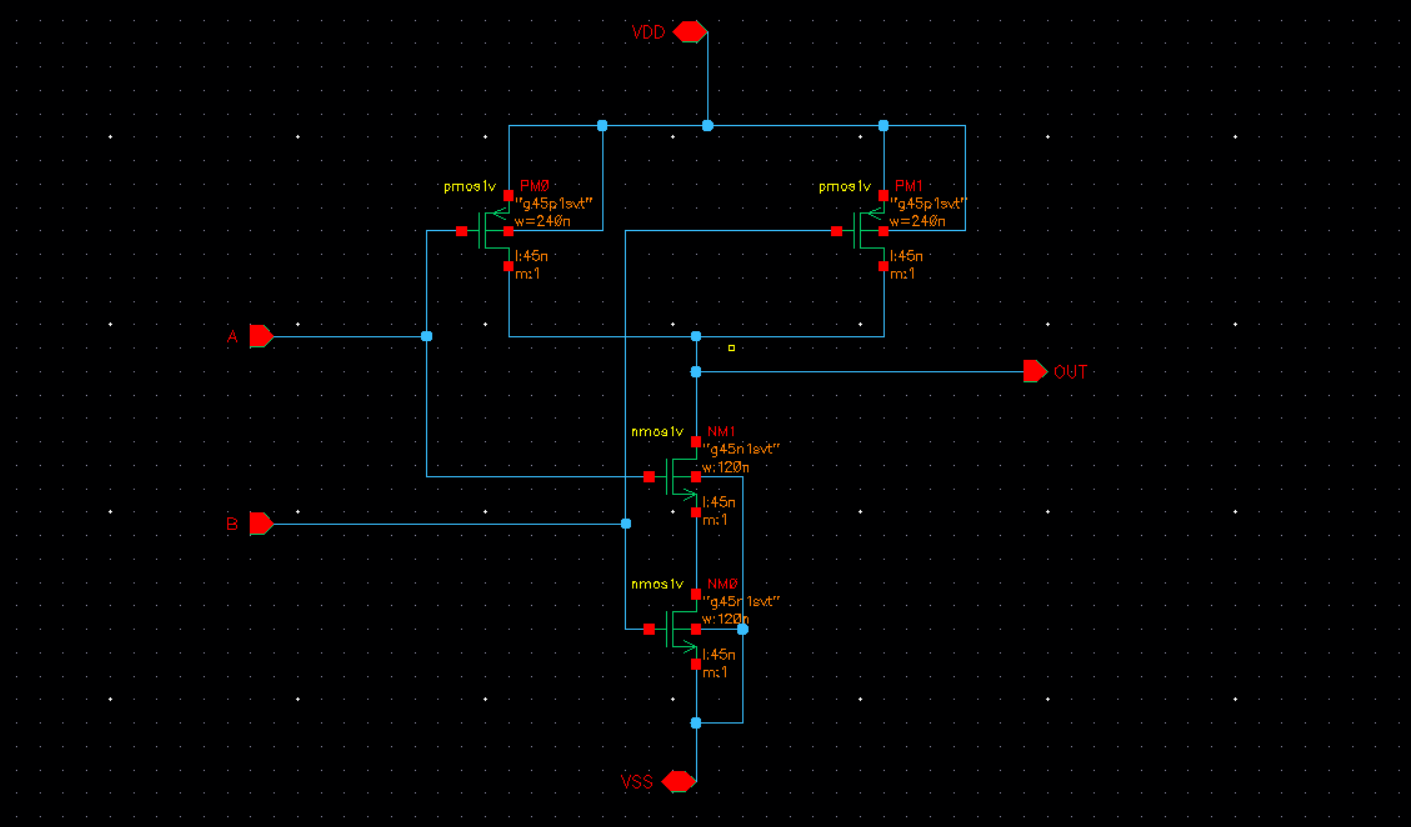 VDD
pmos1v
PM0
"g45p1svt"
w=240n
l:45n
m:1
pmos1v
PM1
"g45p1svt"
w=240n
l:45n
m:1
A
OUT
nmos1v
NM1
"g45n1svt"
w:120n
l:45n
m:1
B
nmos1v
NM0
"g45n1svt"
w:120n
l:45n
m:1
VSS